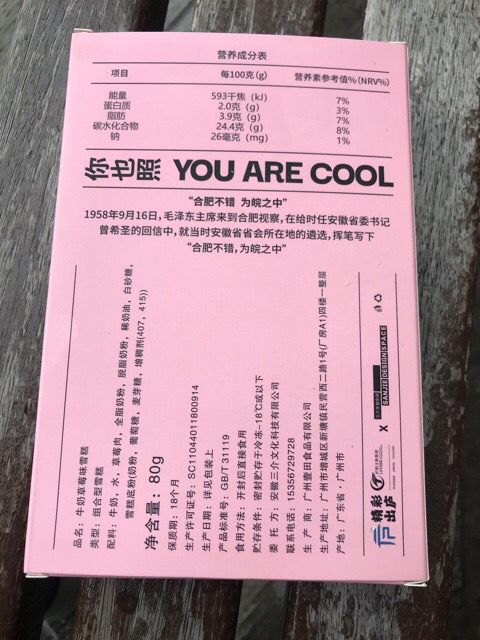 营养成分表
项目 每100克(g) 营养素参考值%(NRV%)
能量 593千焦 (kJ) 7%
蛋白质 2.0克 (g) 3%
脂肪 3.9克 (g) 7%
碳水化合物 24.4克 (g) 8%
钠 26毫克 (mg) 1%
你也照 YOU ARE COOL
“合肥不错 为皖之中”
1958年9月16日，毛泽东主席来到合肥视察，在给时任安徽省委书记
曾希圣的回信中，就当时安徽省省会所在地的遴选，挥笔写下
“合肥不错，为皖之中”
品名：牛奶草莓味雪糕
类型：组合型雪糕
配料：牛奶，水，草莓肉，全脂奶粉，脱脂奶粉，稀奶油，白砂糖，
雪糕底粉(奶粉，葡萄糖，麦芽糖，增稠剂(407，415))
净含量：80g
保质期：18个月
生产许可证号：SC11044011800914
生产日期：详见包装上
产品标准号：GB/T 31119
食用方法：开封后直接食用
贮存条件：密封贮存于冷冻-18℃或以下
委托方：安徽三介文化科技有限公司
联系电话：15356729728
生产商：广州壹田食品有限公司
生产地址：广州市增城区新塘镇民营西二路1号(厂房A1)四楼一整层
产地：广东省·广州市
精彩
出庐
X
SANJIE DESIGN SPACE